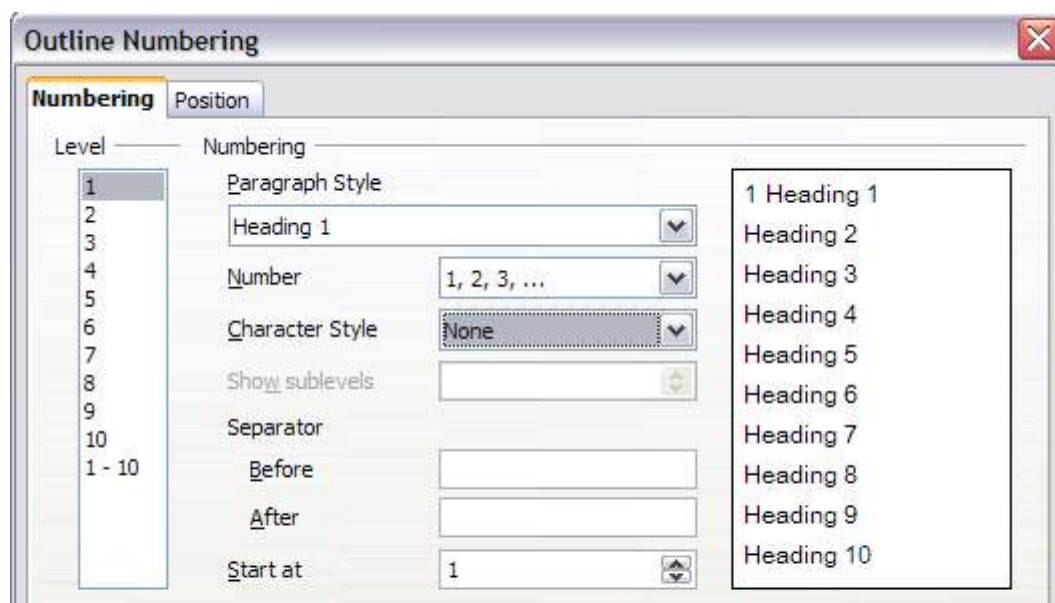 Outline Numbering
Numbering Position
Level Numbering
1
2
3
4
5
6
7
8
9
10
1 - 10
Paragraph Style
Heading 1
Number 1, 2, 3, ...
Character Style None
Show sublevels
Separator
Before
After
Start at 1
1 Heading 1
Heading 2
Heading 3
Heading 4
Heading 5
Heading 6
Heading 7
Heading 8
Heading 9
Heading 10